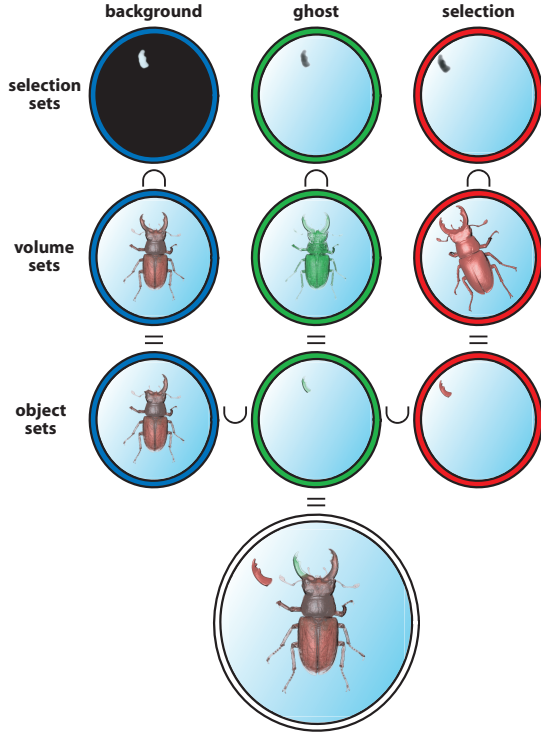 background ghost selection
selection
sets
∩ ∩ ∩
volume
sets
= = =
object
sets
∪ ∪
=